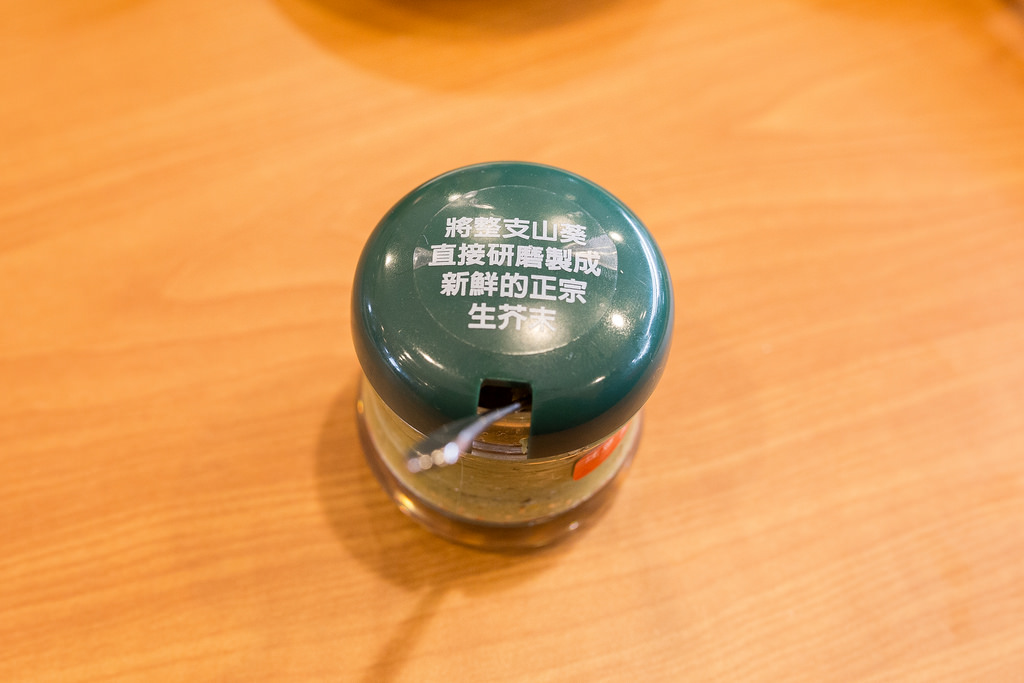 將整支山葵
直接研磨製成
新鮮的正宗
生芥末